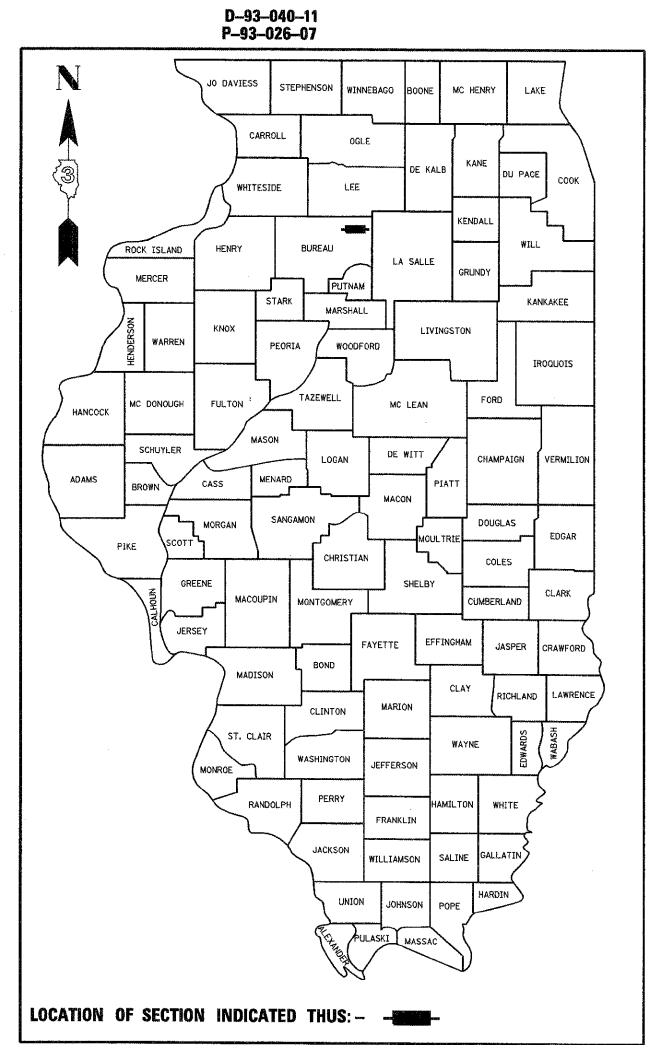 D-93-040-11
P-93-026-07
N
3
JO DAVIESS
STEPHENSON
WINNEBAGO
BOONE
MC HENRY
LAKE
CARROLL
OGLE
DE KALB
KANE
DU PAGE
COOK
WHITESIDE
LEE
KENDALL
WILL
ROCK ISLAND
HENRY
BUREAU
LA SALLE
GRUNDY
MERCER
PUTNAM
STARK
MARSHALL
KANKAKEE
HENDERSON
WARREN
KNOX
PEORIA
WOODFORD
LIVINGSTON
IROQUOIS
HANCOCK
MC DONOUGH
FULTON
TAZEWELL
MC LEAN
FORD
MASON
SCHUYLER
LOGAN
DE WITT
CHAMPAIGN
VERMILION
ADAMS
BROWN
CASS
MENARD
MACON
PIATT
PIKE
SCOTT
MORGAN
SANGAMON
CHRISTIAN
MOULTRIE
DOUGLAS
EDGAR
COLES
GREENE
MACOUPIN
MONTGOMERY
SHELBY
CUMBERLAND
CLARK
CALHOUN
JERSEY
FAYETTE
EFFINGHAM
JASPER
CRAWFORD
MADISON
BOND
CLAY
RICHLAND
LAWRENCE
CLINTON
MARION
ST. CLAIR
WASHINGTON
WAYNE
EDWARDS
WABASH
MONROE
JEFFERSON
RANDOLPH
PERRY
HAMILTON
WHITE
FRANKLIN
JACKSON
WILLIAMSON
SALINE
GALLATIN
UNION
JOHNSON
POPE
HARDIN
ALEXANDER
PULASKI
MASSAC
LOCATION OF SECTION INDICATED THUS:-